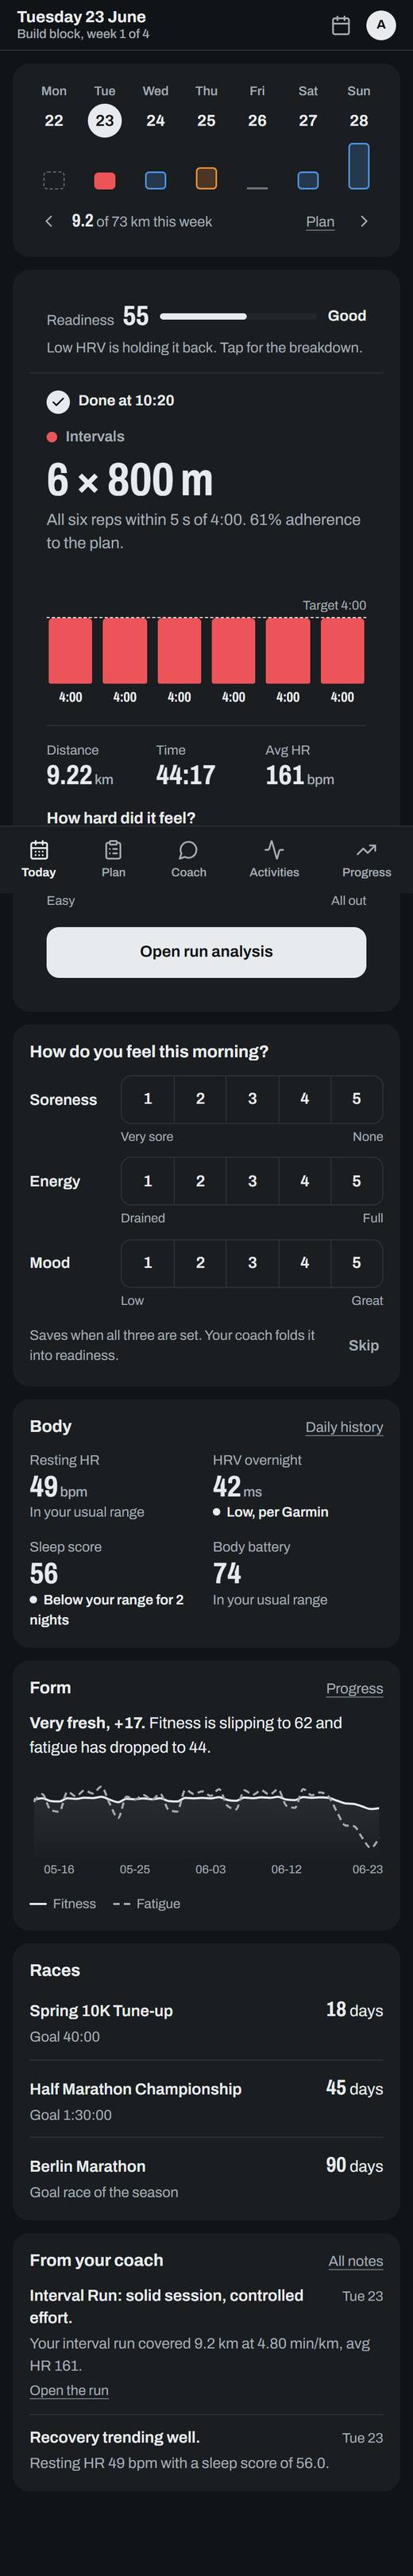 Tuesday 23 June
Build block, week 1 of 4
A
Mon Tue Wed Thu Fri Sat Sun
22 23 24 25 26 27 28
9.2 of 73 km this week
Plan
Readiness 55 Good
Low HRV is holding it back. Tap for the breakdown.
Done at 10:20
Intervals
6 × 800 m
All six reps within 5 s of 4:00. 61% adherence
to the plan.
Target 4:00
4:00 4:00 4:00 4:00 4:00 4:00
Distance Time Avg HR
9.22 km 44:17 161 bpm
How hard did it feel?
Today Plan Coach Activities Progress
Easy All out
Open run analysis
How do you feel this morning?
Soreness 1 2 3 4 5
Very sore None
Energy 1 2 3 4 5
Drained Full
Mood 1 2 3 4 5
Low Great
Saves when all three are set. Your coach folds it
into readiness.
Skip
Body Daily history
Resting HR HRV overnight
49 bpm 42 ms
In your usual range Low, per Garmin
Sleep score Body battery
56 74
Below your range for 2 In your usual range
nights
Form Progress
Very fresh, +17. Fitness is slipping to 62 and
fatigue has dropped to 44.
05-16 05-25 06-03 06-12 06-23
Fitness Fatigue
Races
Spring 10K Tune-up 18 days
Goal 40:00
Half Marathon Championship 45 days
Goal 1:30:00
Berlin Marathon 90 days
Goal race of the season
From your coach All notes
Interval Run: solid session, controlled Tue 23
effort.
Your interval run covered 9.2 km at 4.80 min/km, avg
HR 161.
Open the run
Recovery trending well. Tue 23
Resting HR 49 bpm with a sleep score of 56.0.